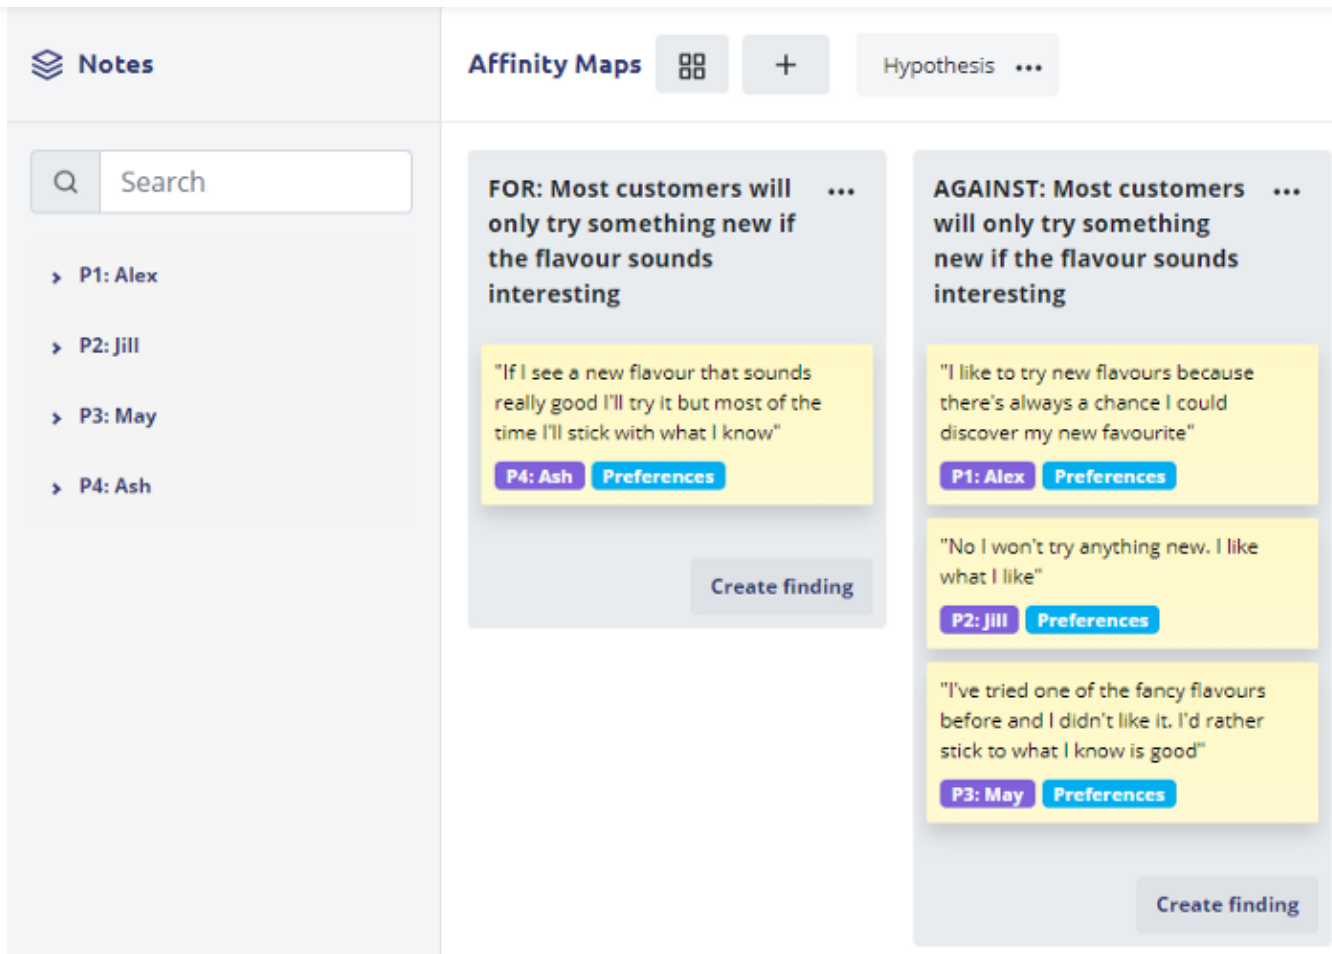 Notes
Affinity Maps
Hypothesis
Search
P1: Alex
P2: Jill
P3: May
P4: Ash
FOR: Most customers will
only try something new if
the flavour sounds
interesting
"If I see a new flavour that sounds
really good I'll try it but most of the
time I'll stick with what I know"
P4: Ash Preferences
Create finding
AGAINST: Most customers
will only try something
new if the flavour sounds
interesting
"I like to try new flavours because
there's always a chance I could
discover my new favourite"
P1: Alex Preferences
"No I won't try anything new. I like
what I like"
P2: Jill Preferences
"I've tried one of the fancy flavours
before and I didn't like it. I'd rather
stick to what I know is good"
P3: May Preferences
Create finding